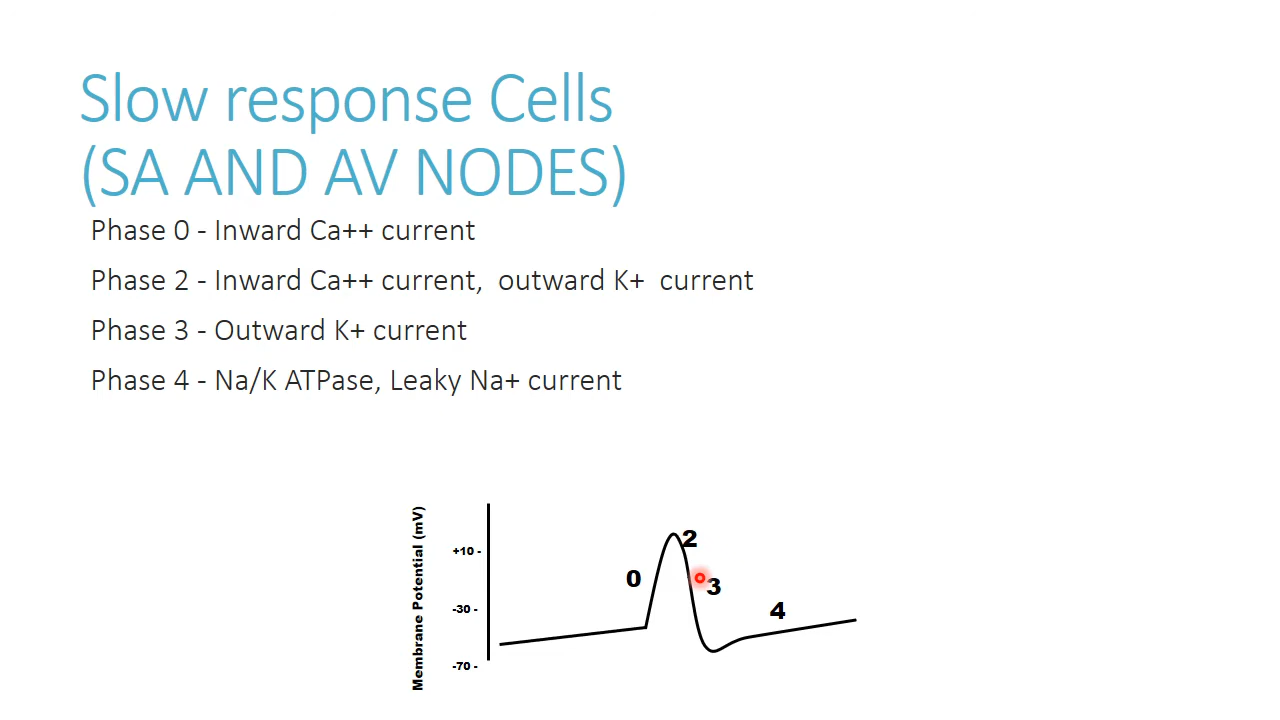 Slow response Cells
(SA AND AV NODES)
Phase 0 - Inward Ca++ current
Phase 2 - Inward Ca++ current,  outward K+  current
Phase 3 - Outward K+ current
Phase 4 - Na/K ATPase, Leaky Na+ current
Membrane Potential (mV)
+10 -
-30 -
-70 -
0
2
3
4